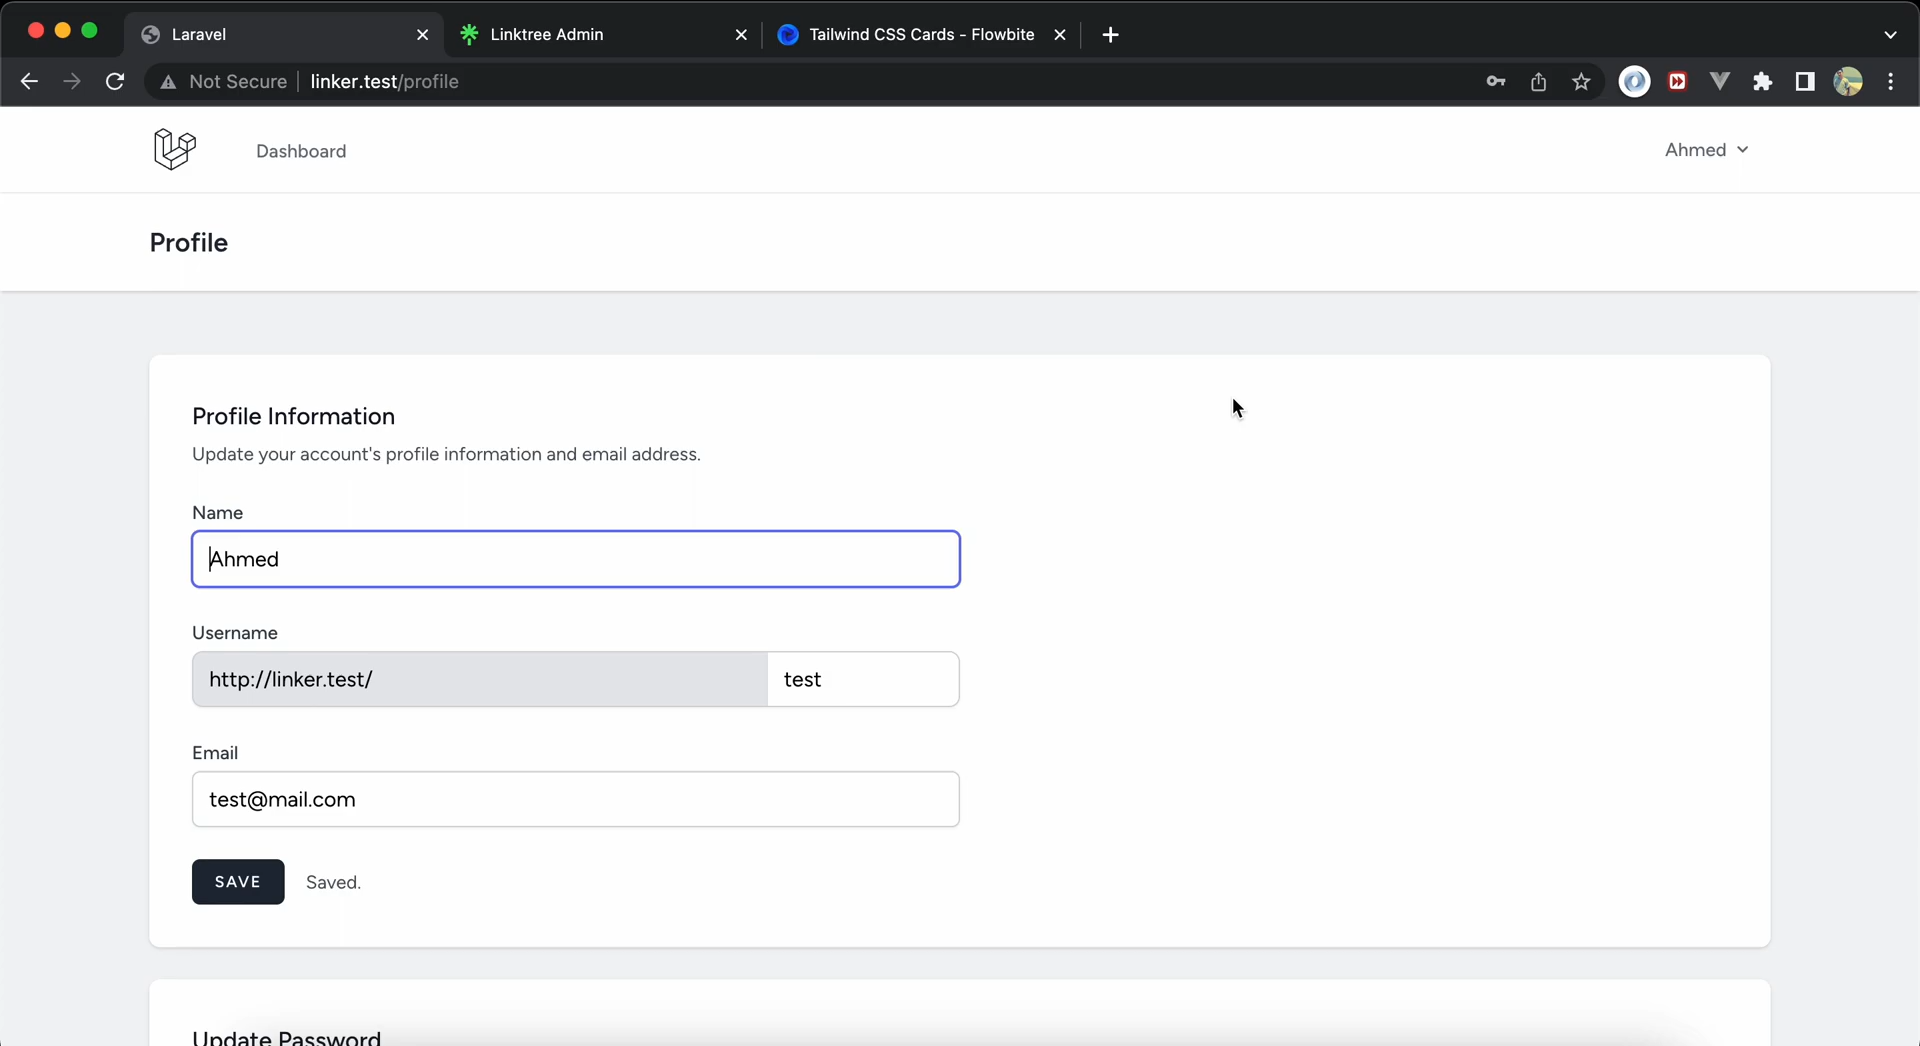 Laravel
Linktree Admin
Tailwind CSS Cards - Flowbite
Not Secure
linker.test/profile
Dashboard
Ahmed
Profile
Profile Information
Update your account's profile information and email address.
Name
Ahmed
Username
http://linker.test/ test
Email
test@mail.com
SAVE
Saved.
Update Password